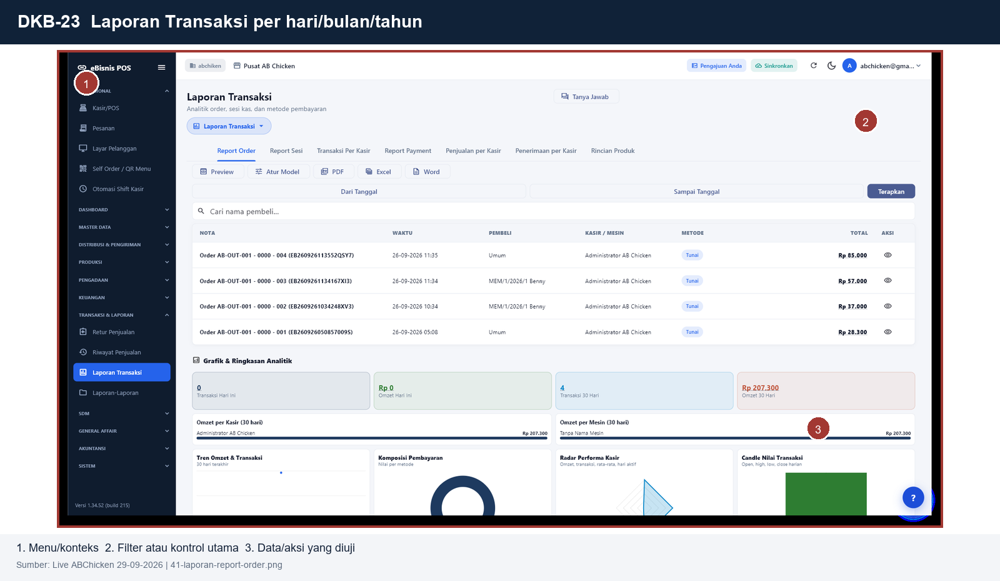 DKB-23 Laporan Transaksi per hari/bulan/tahun
eBisnis POS
abchiken
Pusat AB Chicken
Pengajuan Anda
Sinkronkan
A
abchicken@gma...
1
IONAL
Kasir/POS
Pesanan
Layar Pelanggan
Self Order / QR Menu
Otomasi Shift Kasir
DASHBOARD
MASTER DATA
DISTRIBUSI & PENGIRIMAN
PRODUKSI
PENGADAAN
KEUANGAN
TRANSAKSI & LAPORAN
Retur Penjualan
Riwayat Penjualan
Laporan Transaksi
Laporan-Laporan
SDM
GENERAL AFFAIR
AKUNTANSI
SISTEM
Versi 1.34.52 (build 215)
Laporan Transaksi
Analitik order, sesi kas, dan metode pembayaran
Tanya Jawab
2
Laporan Transaksi
Report Order Report Sesi Transaksi Per Kasir Report Payment Penjualan per Kasir Penerimaan per Kasir Rincian Produk
Preview Atur Model PDF Excel Word
Dari Tanggal Sampai Tanggal Terapkan
Cari nama pembeli...
NOTA WAKTU PEMBELI KASIR / MESIN METODE TOTAL AKSI
Order AB-OUT-001 - 0000 - 004 (EB260926113552QSY7) 26-09-2026 11:35 Umum Administrator AB Chicken Tunai Rp 85.000
Order AB-OUT-001 - 0000 - 003 (EB2609261134167XI3) 26-09-2026 11:34 MEM/1/2026/1 Benny Administrator AB Chicken Tunai Rp 57.000
Order AB-OUT-001 - 0000 - 002 (EB2609261034248XV3) 26-09-2026 10:34 MEM/1/2026/1 Benny Administrator AB Chicken Tunai Rp 37.000
Order AB-OUT-001 - 0000 - 001 (EB260926050857009S) 26-09-2026 05:08 Umum Administrator AB Chicken Tunai Rp 28.300
Grafik & Ringkasan Analitik
0
Transaksi Hari Ini
Rp 0
Omzet Hari Ini
4
Transaksi 30 Hari
Rp 207.300
Omzet 30 Hari
Omzet per Kasir (30 hari)
Administrator AB Chicken Rp 207.300
Omzet per Mesin (30 hari)
Tanpa Nama Mesin Rp 207.300
3
Tren Omzet & Transaksi
30 hari terakhir
Komposisi Pembayaran
Nilai per metode
Radar Performa Kasir
Omzet, transaksi, rata-rata, hari aktif
Candle Nilai Transaksi
Open, high, low, close harian
?
1. Menu/konteks 2. Filter atau kontrol utama 3. Data/aksi yang diuji
Sumber: Live ABChicken 29-09-2026 | 41-laporan-report-order.png